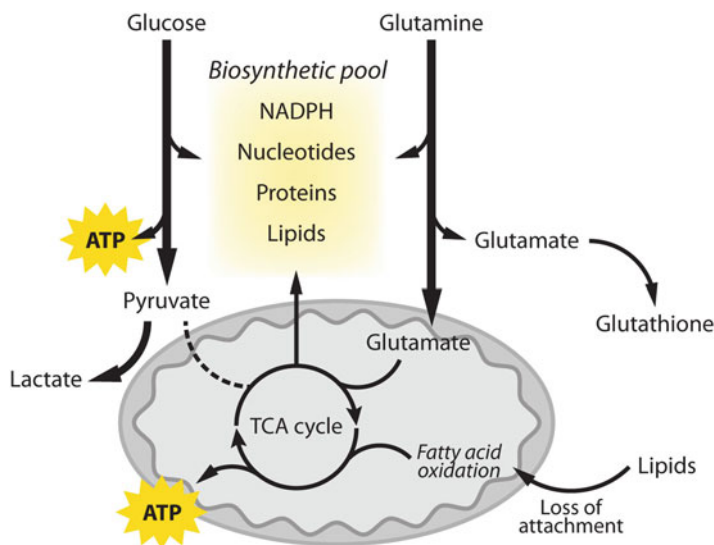 Glucose
Glutamine
Biosynthetic pool
NADPH
Nucleotides
Proteins
Lipids
ATP
Glutamate
Pyruvate
Glutathione
Glutamate
Lactate
TCA cycle
Fatty acid
oxidation
Lipids
Loss of
attachment
ATP